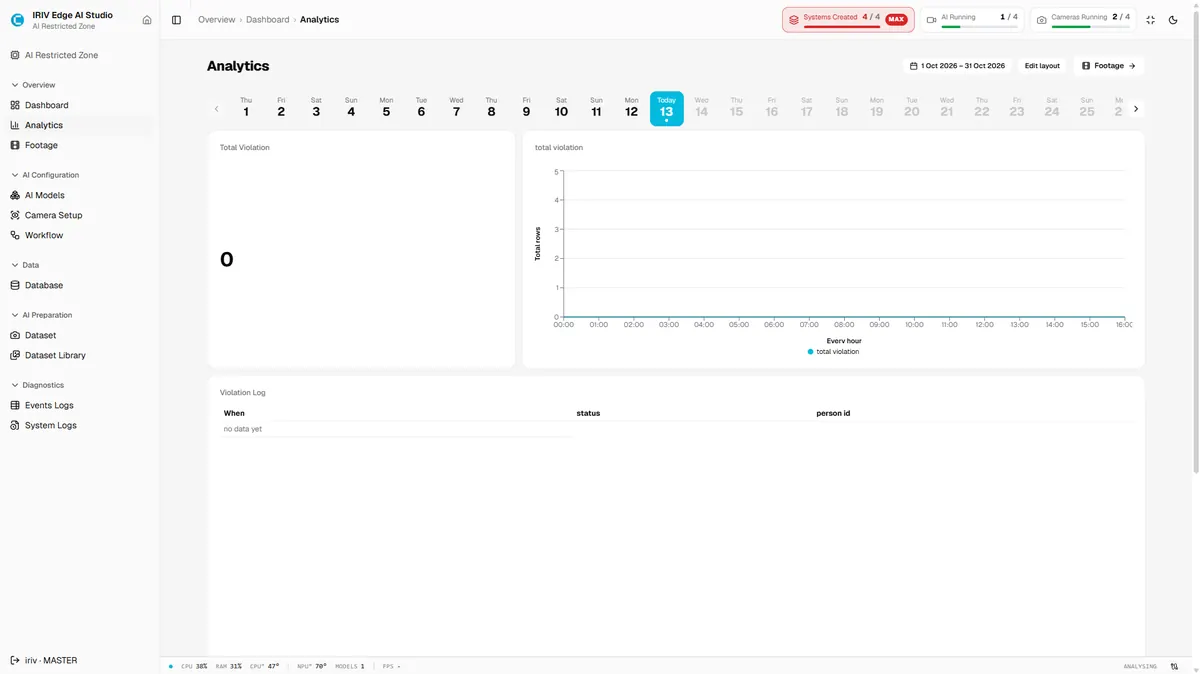 IRIV Edge AI Studio
AI Restricted Zone
AI Restricted Zone
Overview
Dashboard
Analytics
Footage
AI Configuration
AI Models
Camera Setup
Workflow
Data
Database
AI Preparation
Dataset
Dataset Library
Diagnostics
Events Logs
System Logs
iriv · MASTER
Overview › Dashboard › Analytics
Systems Created 4 / 4 MAX
AI Running 1 / 4
Cameras Running 2 / 4
Analytics
1 Oct 2026 – 31 Oct 2026
Edit layout
Footage →
Thu Fri Sat Sun Mon Tue Wed Thu Fri Sat Sun Mon Today Wed Thu Fri Sat Sun Mon Tue Wed Thu Fri Sat Sun
1 2 3 4 5 6 7 8 9 10 11 12 13 14 15 16 17 18 19 20 21 22 23 24 25
Total Violation
0
total violation
Total rows
5
4
3
2
1
0
00:00 01:00 02:00 03:00 04:00 05:00 06:00 07:00 08:00 09:00 10:00 11:00 12:00 13:00 14:00 15:00 16:00
Every hour
total violation
Violation Log
When status person id
no data yet
CPU 38% RAM 31% CPU° 47° NPU° 70° MODELS 1 FPS -
ANALYSING